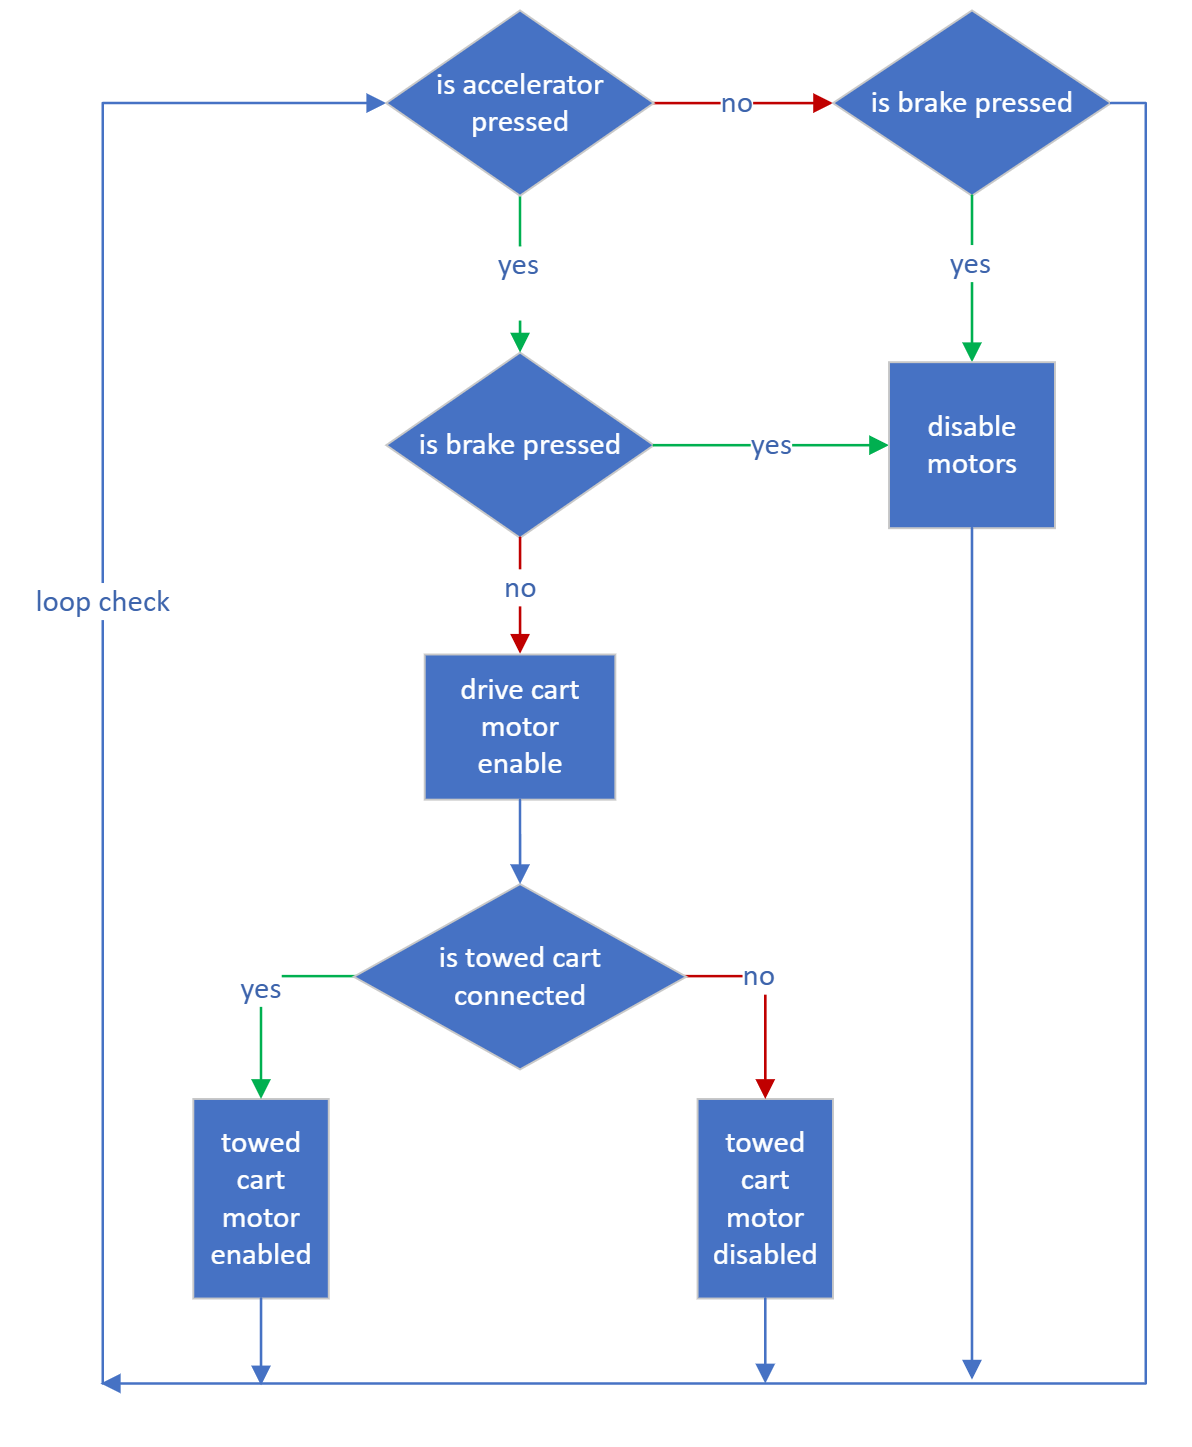 is accelerator
pressed
no
is brake pressed
yes
yes
is brake pressed
yes
disable
motors
no
loop check
drive cart
motor
enable
is towed cart
connected
yes
no
towed
cart
motor
enabled
towed
cart
motor
disabled